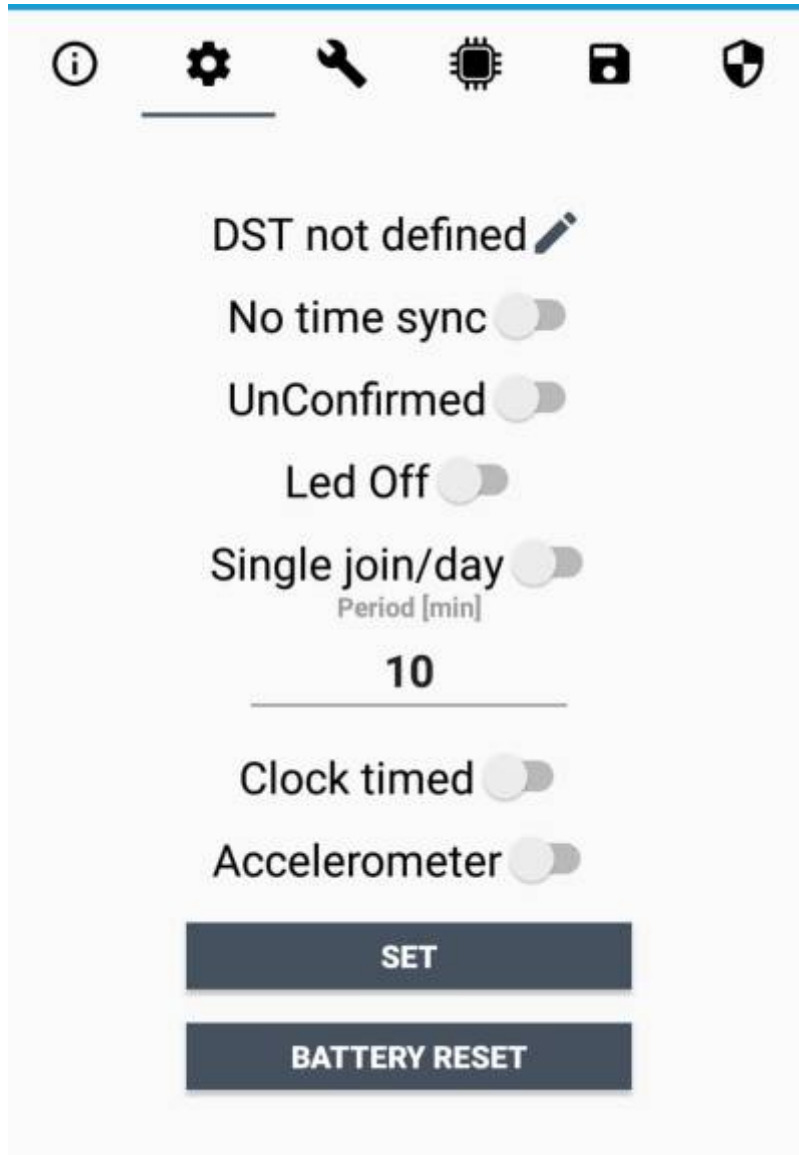 DST not defined
No time sync
UnConfirmed
Led Off
Single join/day
Period [min]
10
Clock timed
Accelerometer
SET
BATTERY RESET